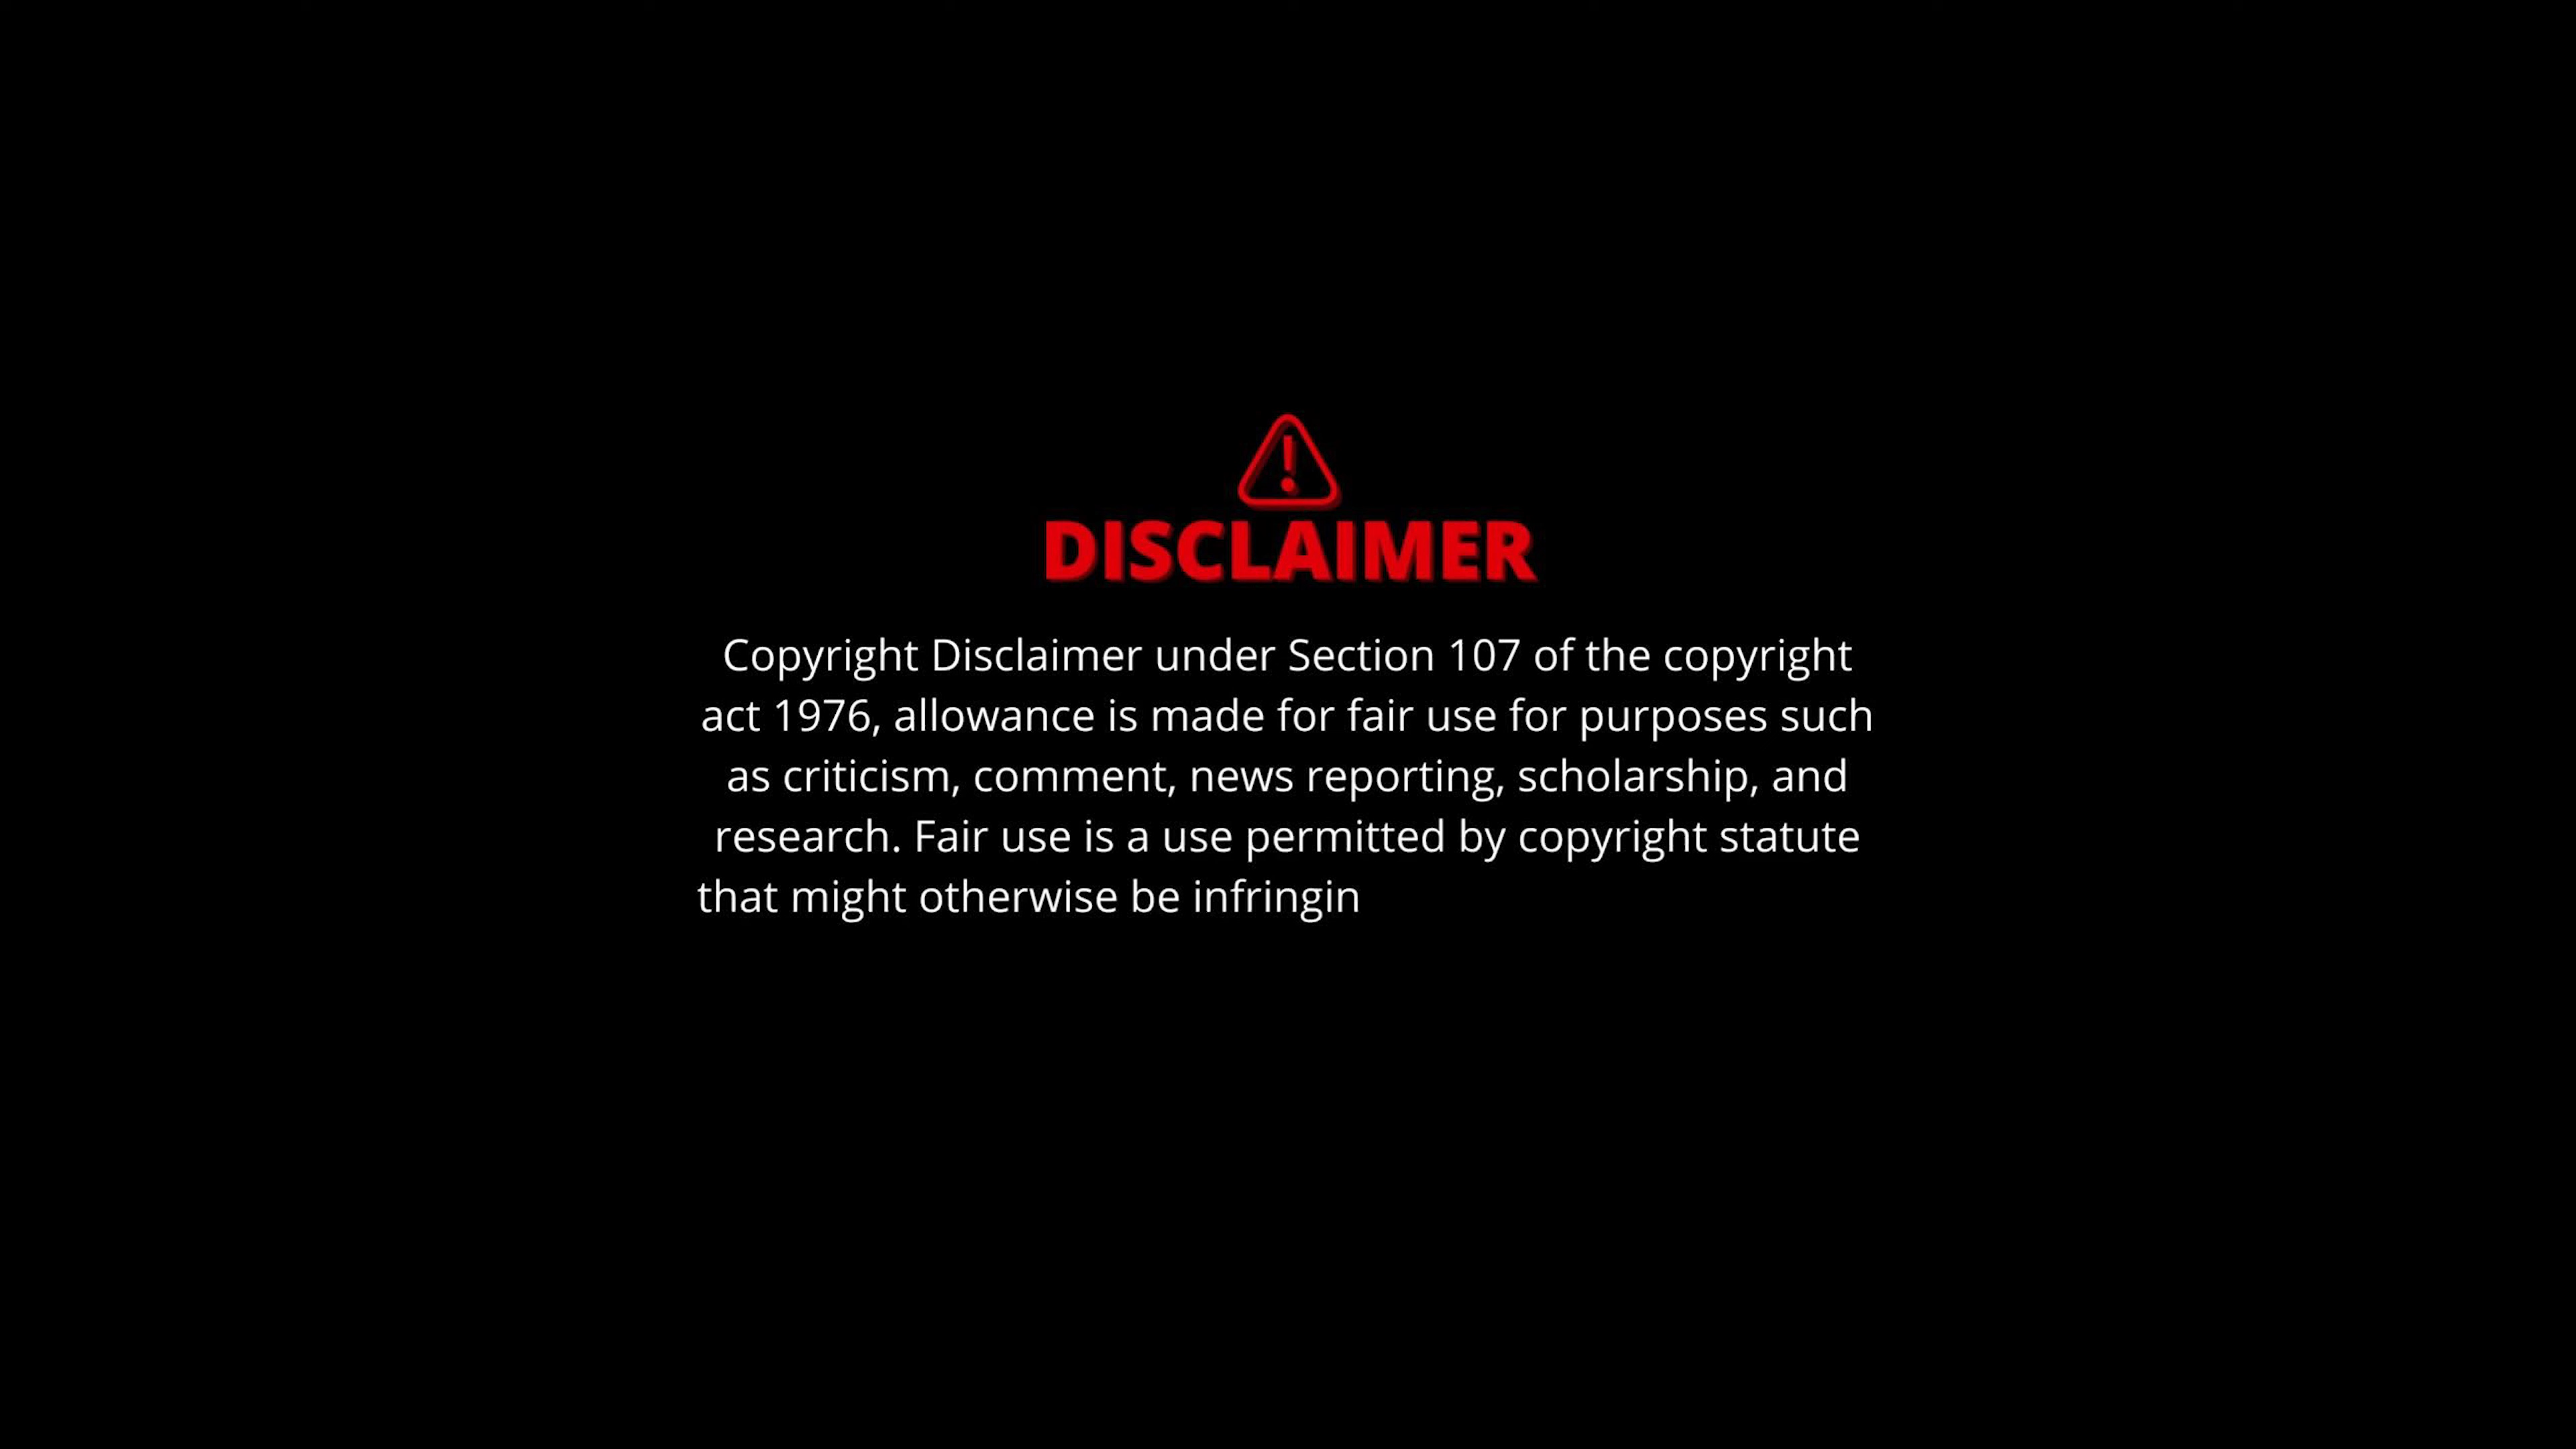 DISCLAIMER
Copyright Disclaimer under Section 107 of the copyright
act 1976, allowance is made for fair use for purposes such
as criticism, comment, news reporting, scholarship, and
research. Fair use is a use permitted by copyright statute
that might otherwise be infringin